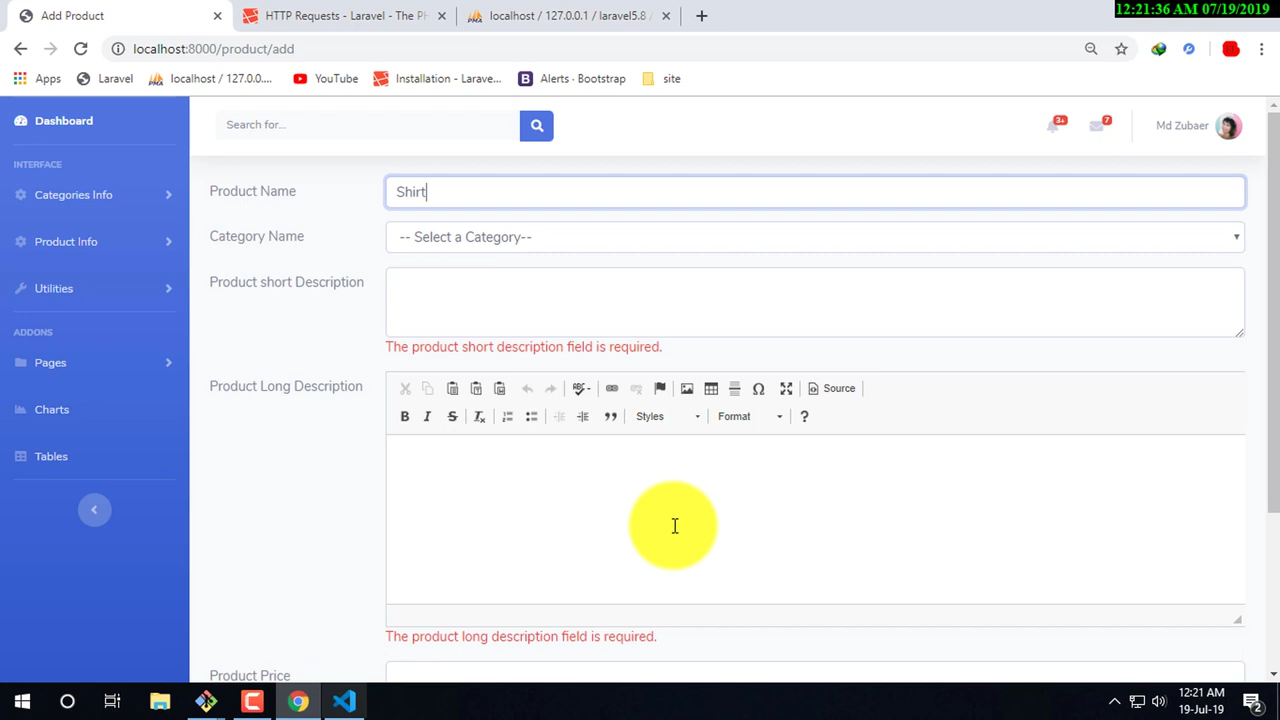 12:21:36 AM 07/19/2019
Add Product
HTTP Requests - Laravel - The PH
localhost / 127.0.0.1 / laravel5.8
localhost:8000/product/add
Apps
Laravel
localhost / 127.0.0....
YouTube
Installation - Larave...
Alerts · Bootstrap
site
Dashboard
Search for...
3+
7
Md Zubaer
INTERFACE
Categories Info
Product Info
Utilities
ADDONS
Pages
Charts
Tables
Product Name
Shirt
Category Name
-- Select a Category--
Product short Description
The product short description field is required.
Product Long Description
ABC
Source
B I S Tx
Styles
Format
?
The product long description field is required.
Product Price
12:21 AM
19-Jul-19
2